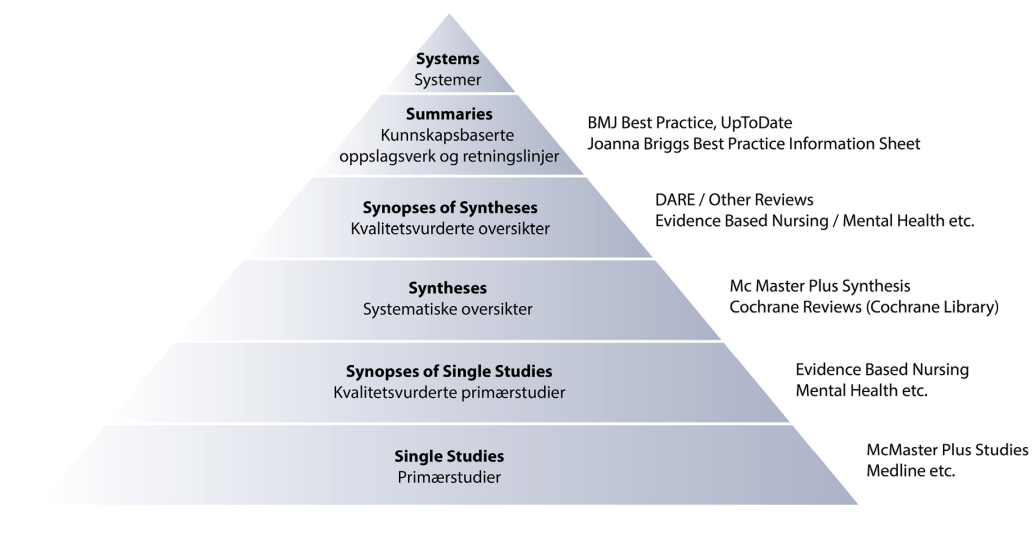 Systems
Systemer
Summaries
Kunnskapsbaserte
oppslagsverk og retningslinjer
BMJ Best Practice, UpToDate
Joanna Briggs Best Practice Information Sheet
Synopses of Syntheses
Kvalitetsvurderte oversikter
DARE / Other Reviews
Evidence Based Nursing / Mental Health etc.
Syntheses
Systematiske oversikter
Mc Master Plus Synthesis
Cochrane Reviews (Cochrane Library)
Synopses of Single Studies
Kvalitetsvurderte primærstudier
Evidence Based Nursing
Mental Health etc.
Single Studies
Primærstudier
McMaster Plus Studies
Medline etc.